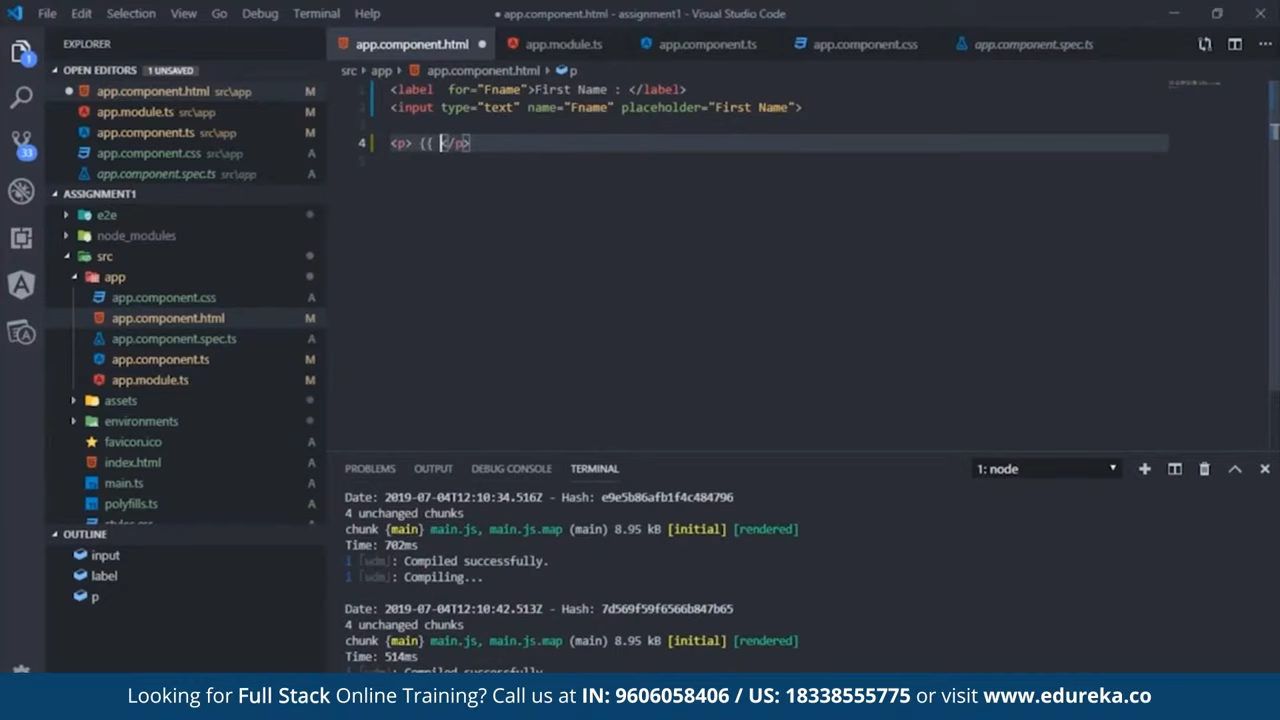 File Edit Selection View Go Debug Terminal Help
app.component.html - assignment1 - Visual Studio Code
EXPLORER
OPEN EDITORS 1 UNSAVED
app.component.html src\app M
app.module.ts src\app M
app.component.ts src\app M
app.component.css src\app A
app.component.spec.ts src\app A
ASSIGNMENT1
e2e
node_modules
src
app
app.component.css A
app.component.html M
app.component.spec.ts A
app.component.ts M
app.module.ts M
assets
environments
favicon.ico A
index.html A
main.ts A
polyfills.ts A
OUTLINE
input
label
p
1
33
app.component.html app.module.ts app.component.ts app.component.css app.component.spec.ts
src app app.component.html p
1 <label for="Fname">First Name : </label>
2 <input type="text" name="Fname" placeholder="First Name">
3
4 <p> {{ </p>
5
PROBLEMS OUTPUT DEBUG CONSOLE TERMINAL 1: node
Date: 2019-07-04T12:10:34.516Z - Hash: e9e5b86afb1f4c484796
4 unchanged chunks
chunk {main} main.js, main.js.map (main) 8.95 kB [initial] [rendered]
Time: 702ms
i ｢wdm｣: Compiled successfully.
i ｢wdm｣: Compiling...
Date: 2019-07-04T12:10:42.513Z - Hash: 7d569f59f6566b847b65
4 unchanged chunks
chunk {main} main.js, main.js.map (main) 8.95 kB [initial] [rendered]
Time: 514ms
i ｢wdm｣: Compiled successfully.
Looking for Full Stack Online Training? Call us at IN: 9606058406 / US: 18338555775 or visit www.edureka.co